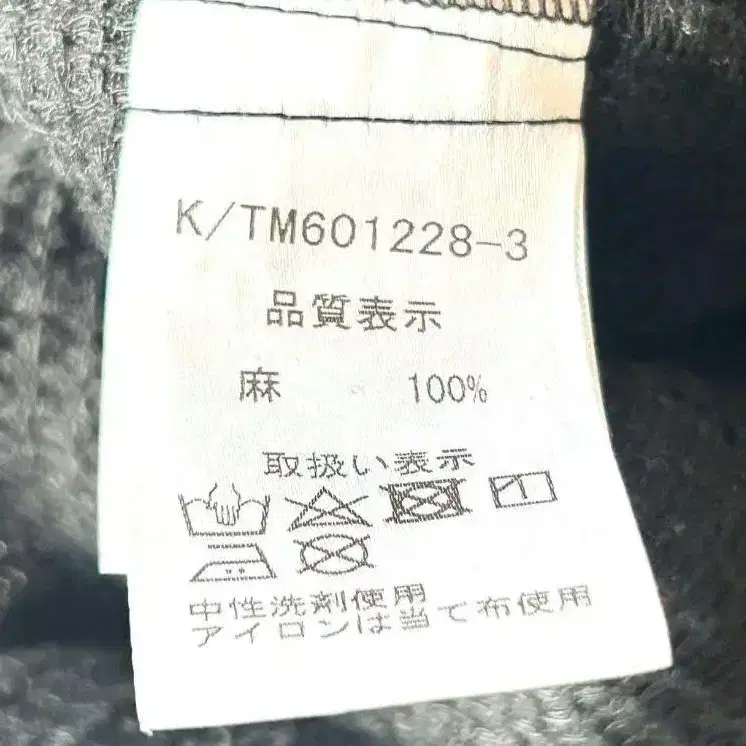 K/TM601228-3
品質表示
麻 100%
取扱い表示
中性洗剤使用
アイロンは当て布使用